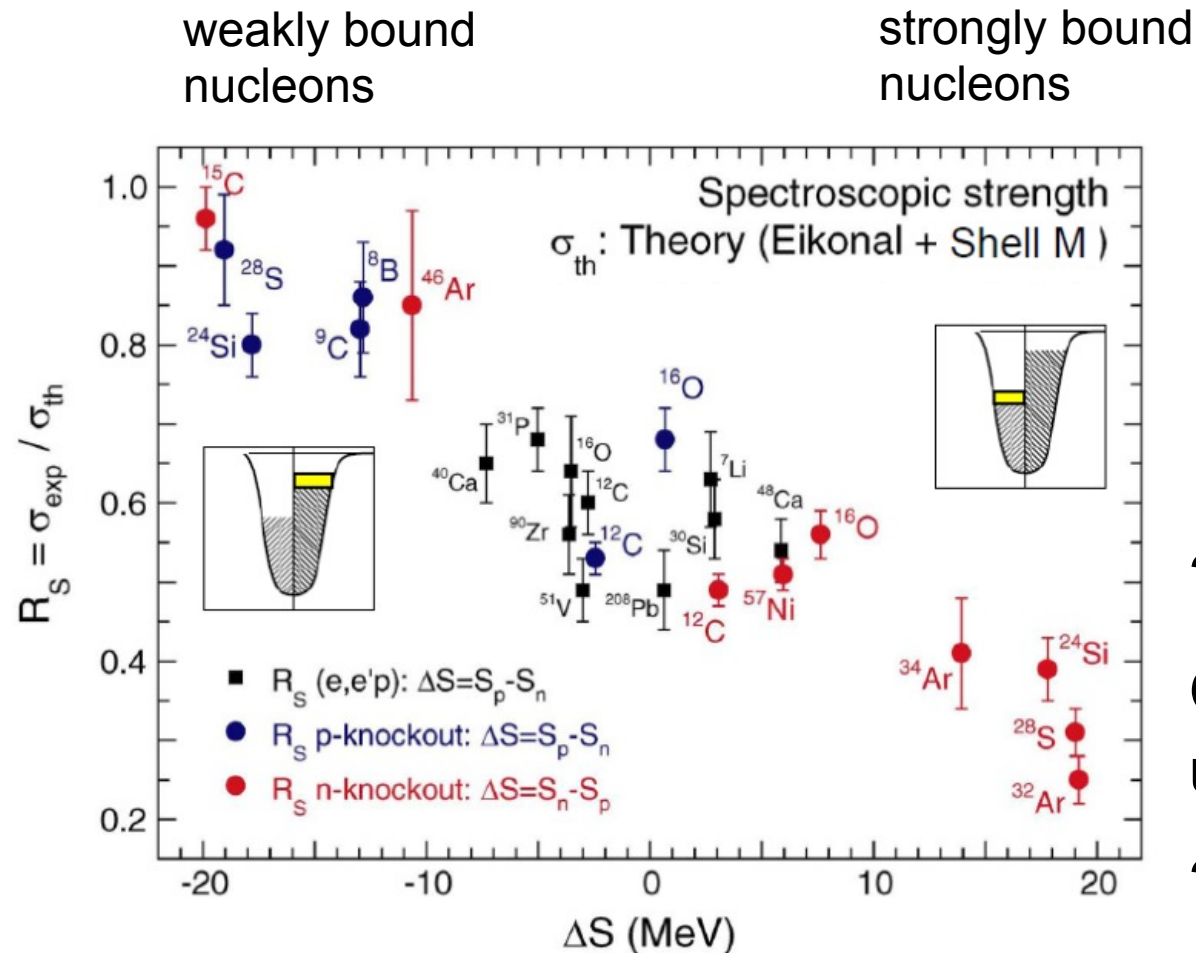 weakly bound
nucleons
strongly bound
nucleons
Spectroscopic strength
σth: Theory (Eikonal + Shell M )
15C
28S
24Si
8B
9C
46Ar
16O
31P
16O
40Ca
12C
7Li
90Zr
12C
48Ca
30Si
16O
51V
208Pb
12C
57Ni
34Ar
24Si
28S
32Ar
RS (e,e'p): ΔS=Sp-Sn
RS p-knockout: ΔS=Sp-Sn
RS n-knockout: ΔS=Sn-Sp
RS = σexp / σth
1.0
0.8
0.6
0.4
0.2
-20
-10
0
10
20
ΔS (MeV)